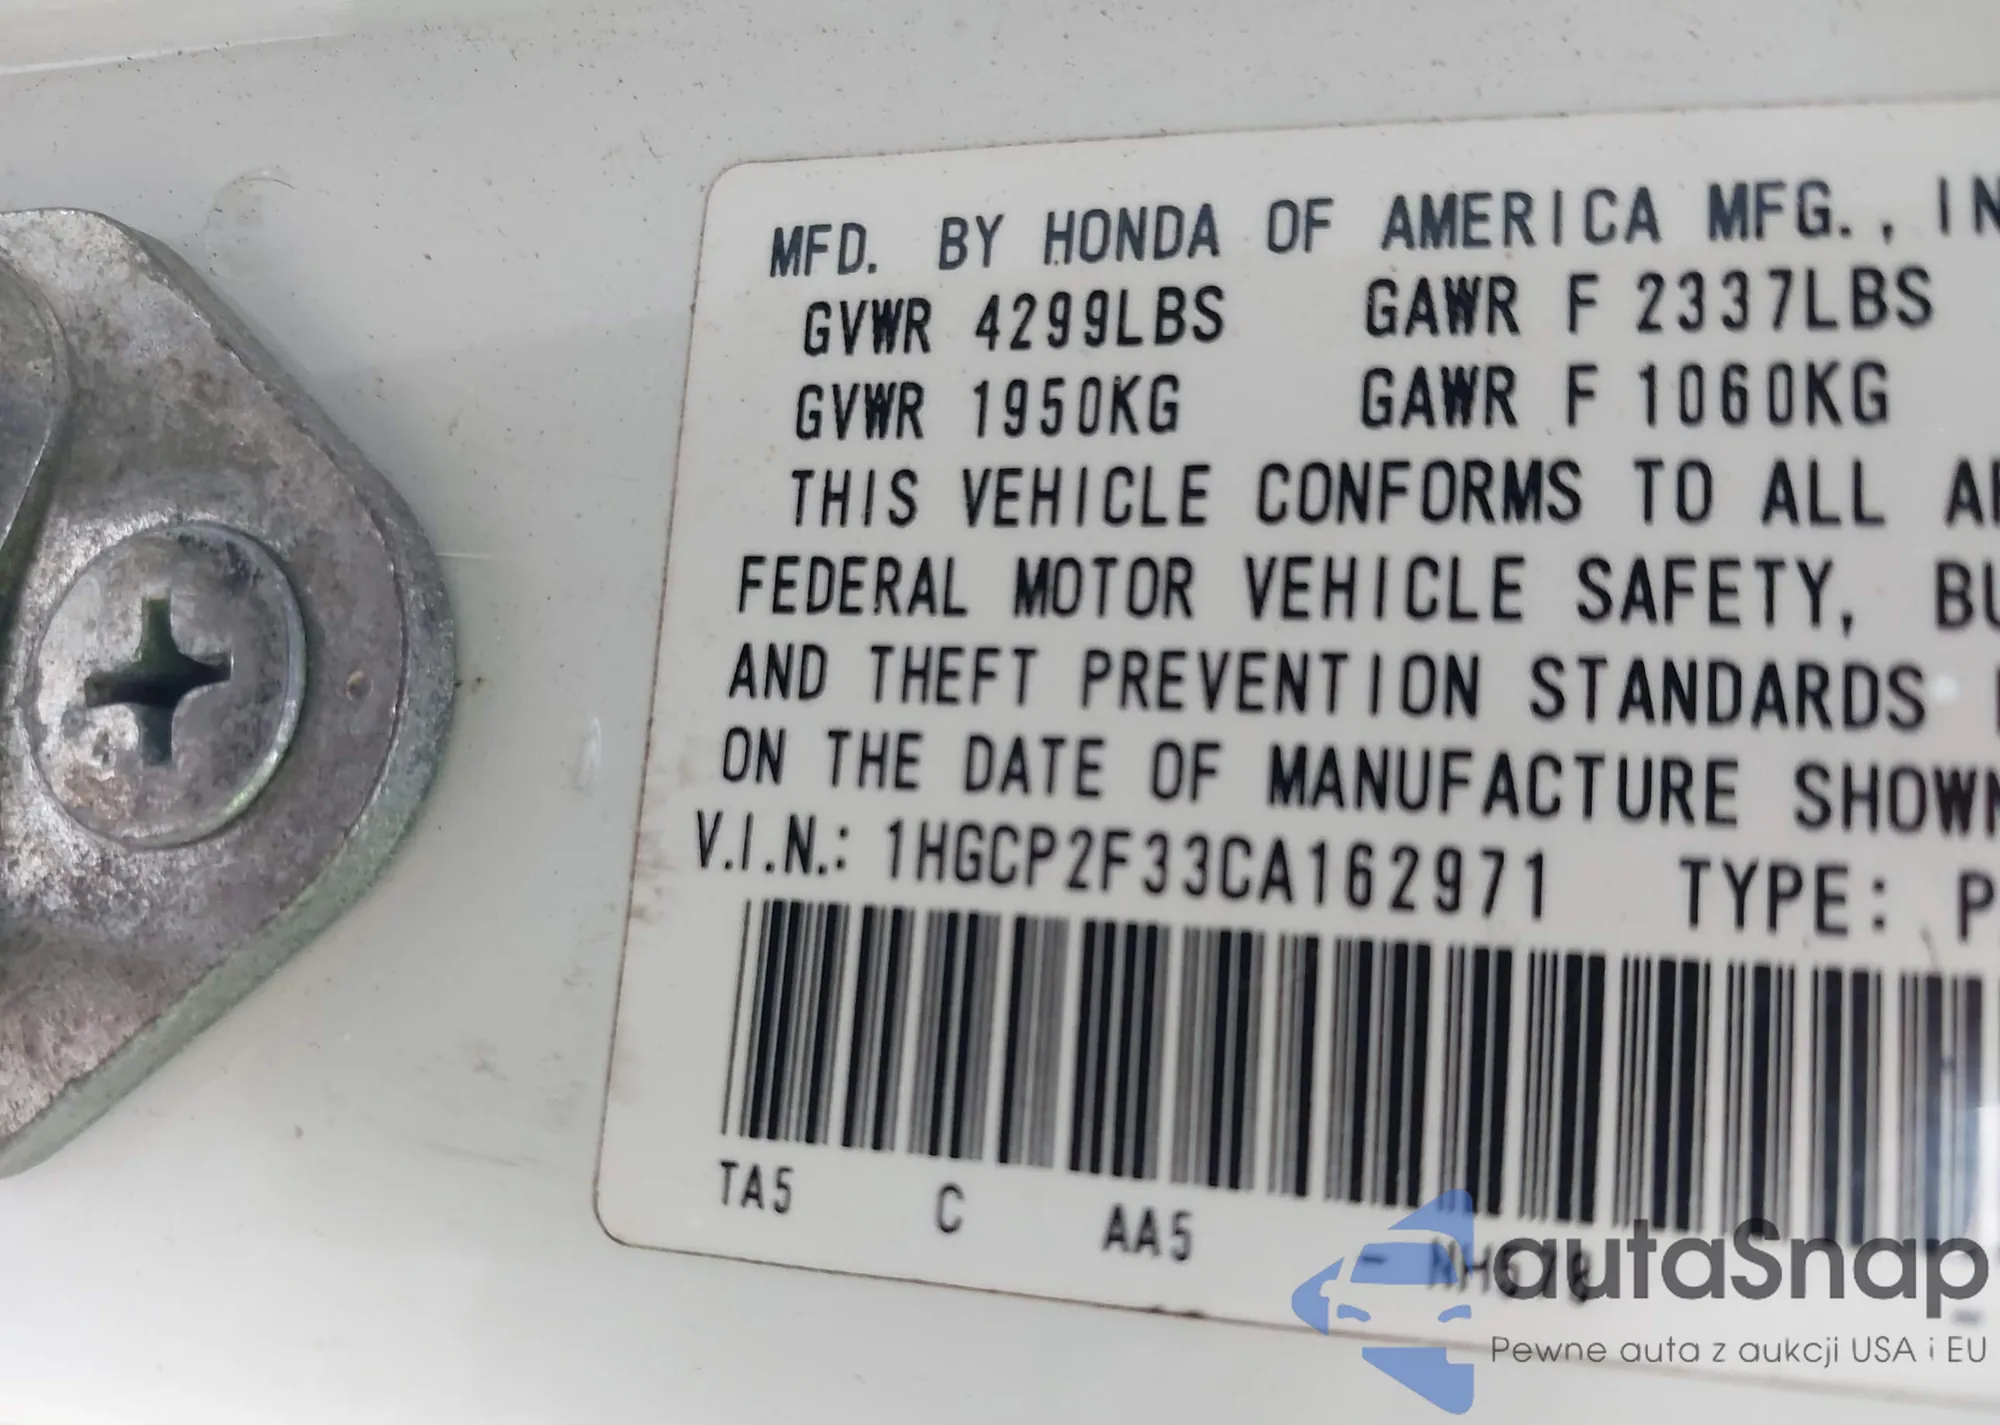 MFD. BY HONDA OF AMERICA MFG., IN
GVWR 4299LBS GAWR F 2337LBS
GVWR 1950KG GAWR F 1060KG
THIS VEHICLE CONFORMS TO ALL
FEDERAL MOTOR VEHICLE SAFETY, BU
AND THEFT PREVENTION STANDARDS
ON THE DATE OF MANUFACTURE SHOWN
V.I.N.: 1HGCP2F33CA162971 TYPE: P
TA5 C AA5 - NH578
autaSnap
Pewne auta z aukcji USA i EU